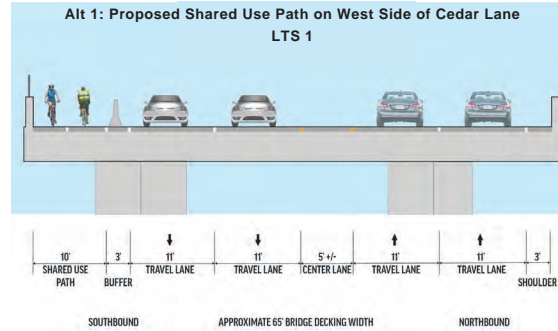 Alt 1: Proposed Shared Use Path on West Side of Cedar Lane
LTS 1
10' 3' 11' 11' 5' +/- 11' 11' 3'
SHARED USE PATH
BUFFER
TRAVEL LANE
TRAVEL LANE
CENTER LANE
TRAVEL LANE
TRAVEL LANE
SHOULDER
SOUTHBOUND APPROXIMATE 65' BRIDGE DECKING WIDTH NORTHBOUND